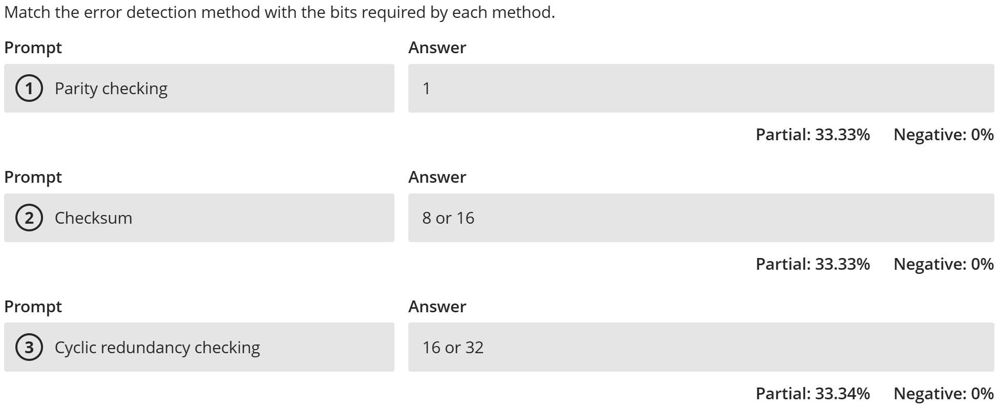 Match the error detection method with the bits required by each method.
Prompt Answer
1 Parity checking 1
Partial: 33.33% Negative: 0%
Prompt Answer
2 Checksum 8 or 16
Partial: 33.33% Negative: 0%
Prompt Answer
3 Cyclic redundancy checking 16 or 32
Partial: 33.34% Negative: 0%